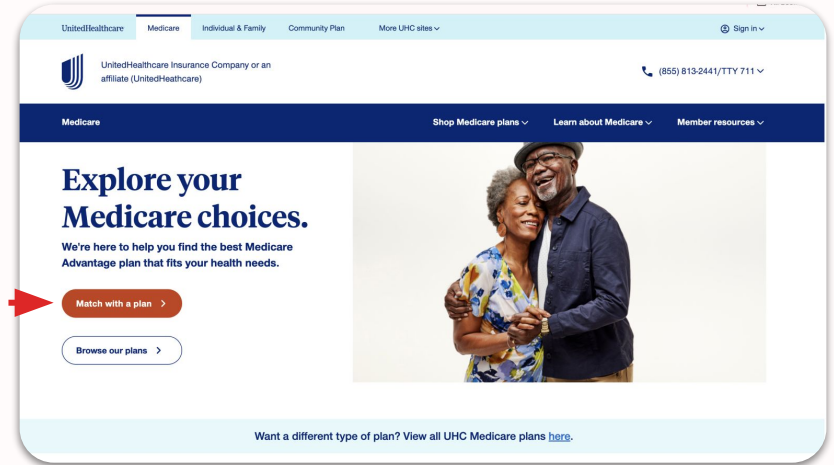 UnitedHealthcare Medicare Individual & Family Community Plan More UHC sites Sign in
UnitedHealthcare Insurance Company or an
affiliate (UnitedHeathcare)
(855) 813-2441/TTY 711
Medicare Shop Medicare plans Learn about Medicare Member resources
Explore your
Medicare choices.
We're here to help you find the best Medicare
Advantage plan that fits your health needs.
Match with a plan >
Browse our plans >
Want a different type of plan? View all UHC Medicare plans here.